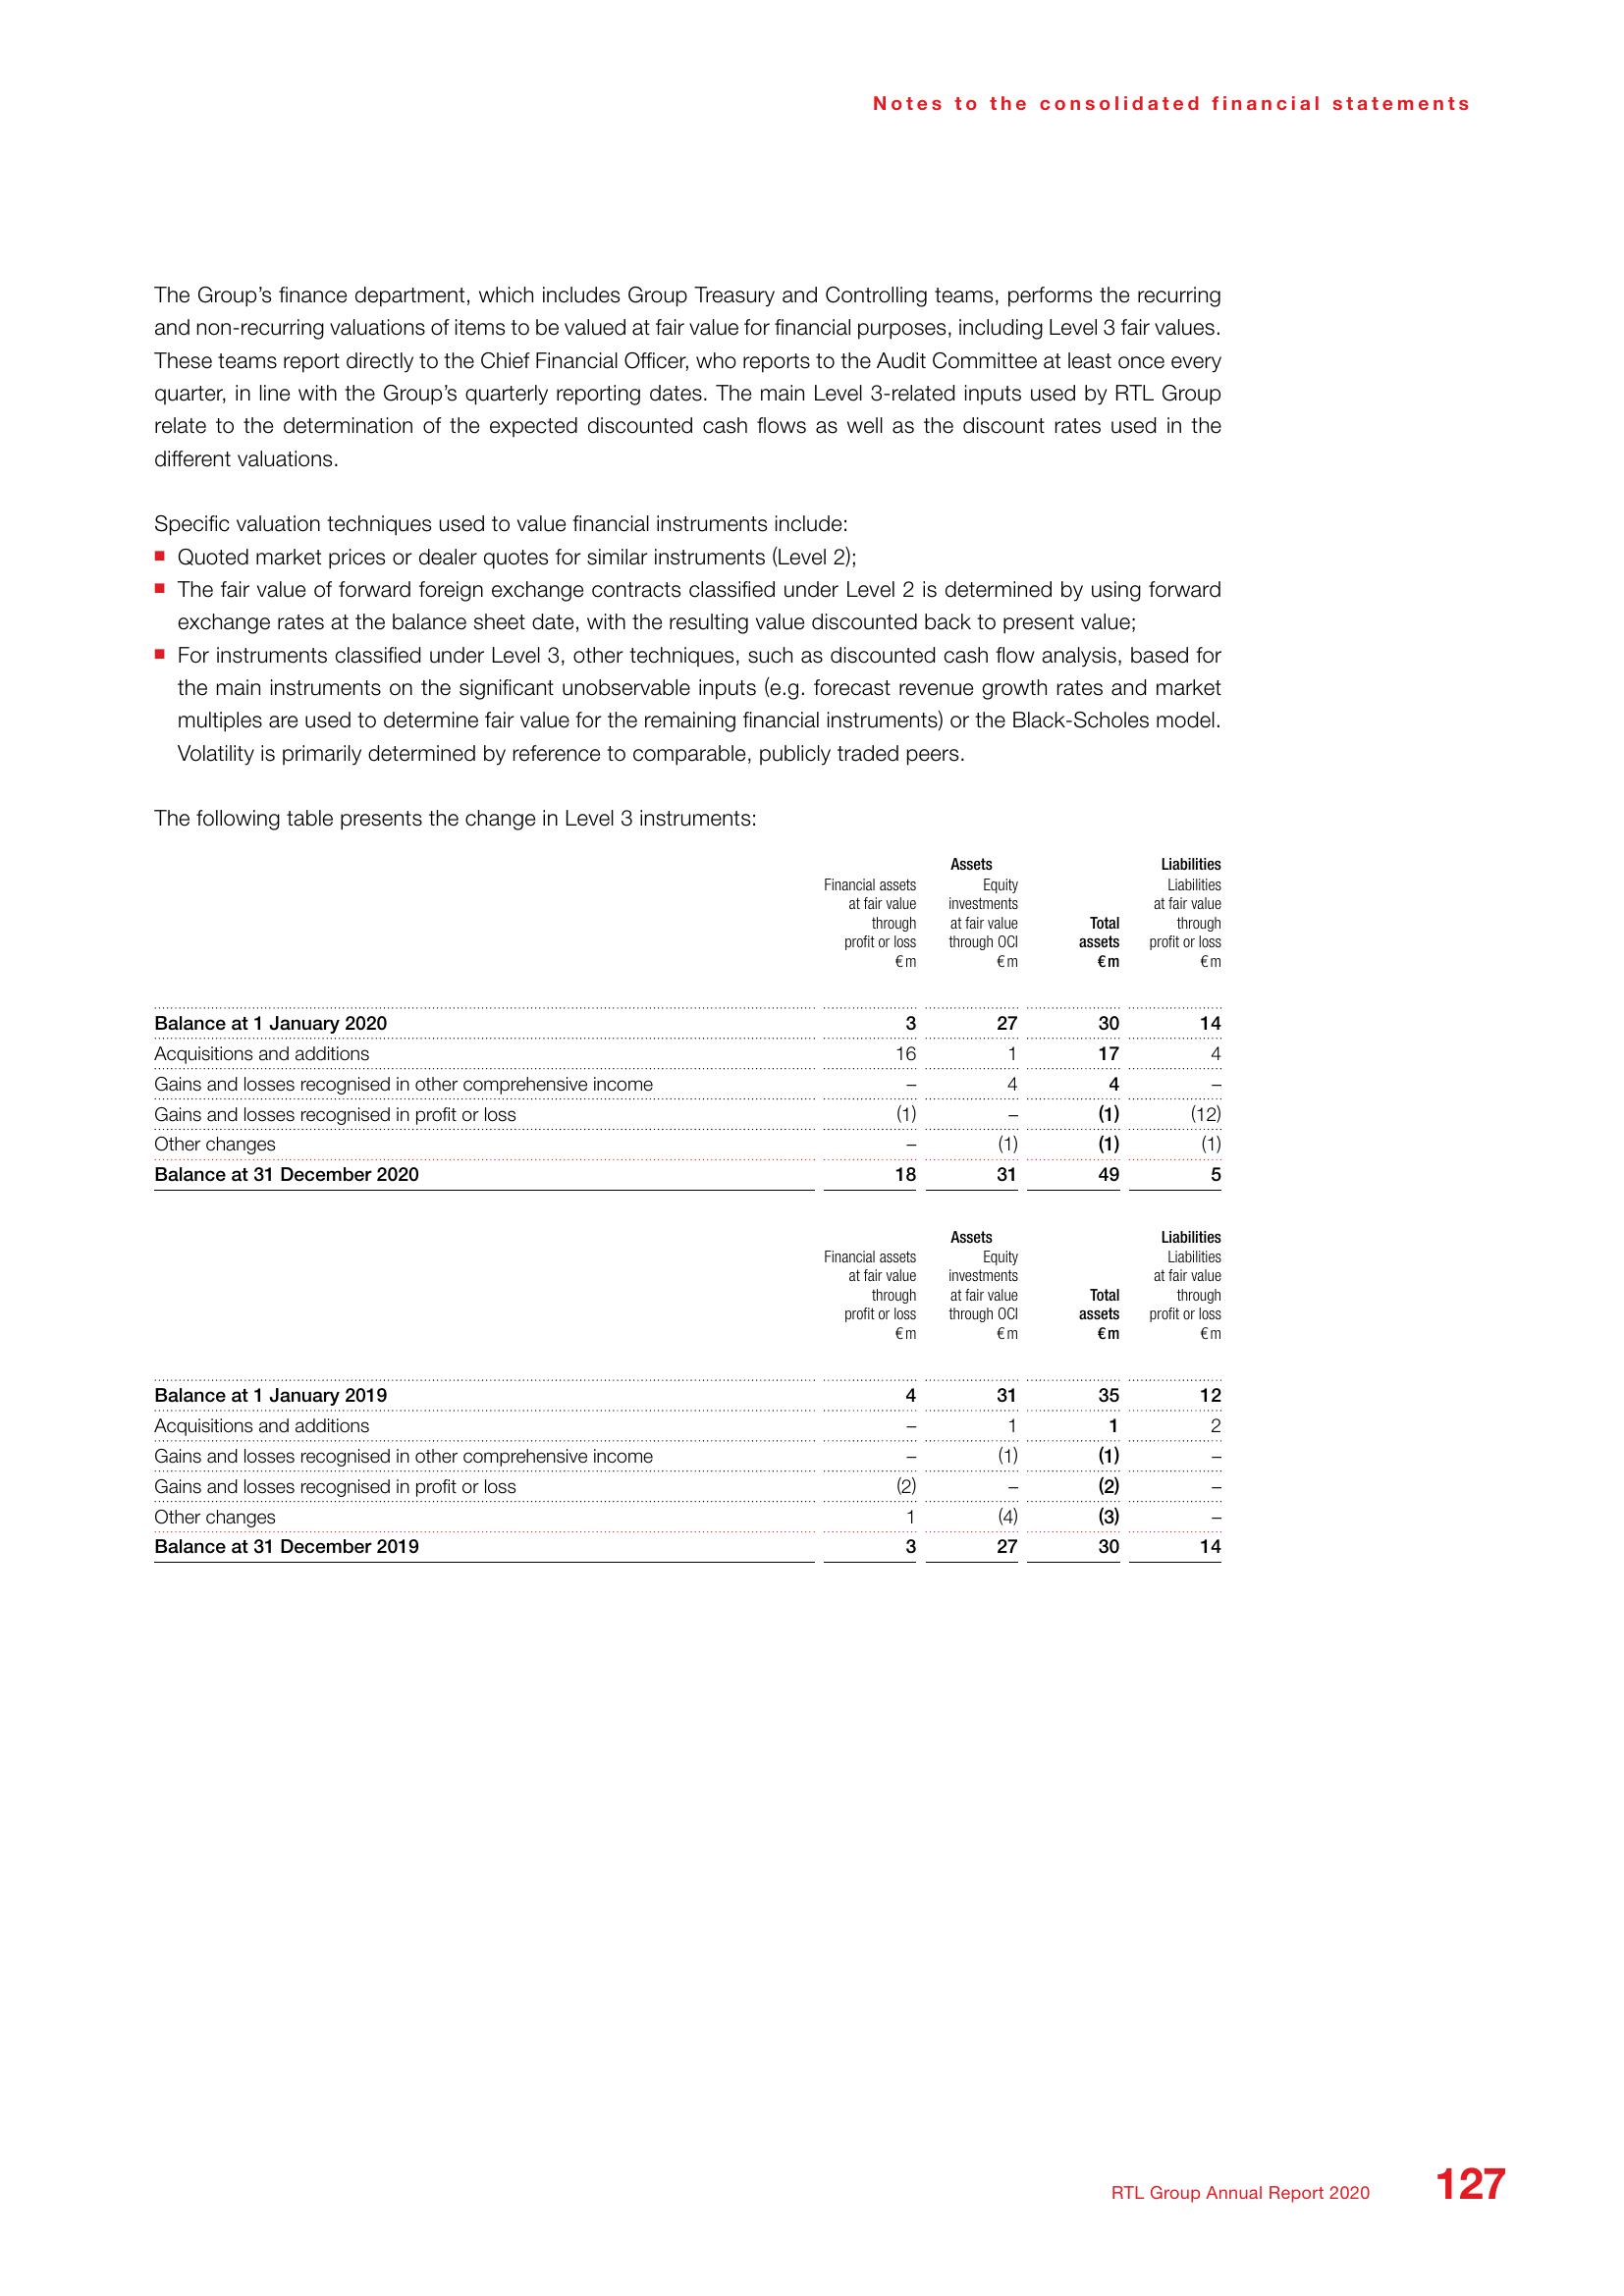 Notes to the consolidated financial statements
The Group’s finance department, which includes Group Treasury and Controlling teams, performs the recurring
and non-recurring valuations of items to be valued at fair value for financial purposes, including Level 3 fair values.
These teams report directly to the Chief Financial Officer, who reports to the Audit Committee at least once every
quarter, in line with the Group’s quarterly reporting dates. The main Level 3-related inputs used by RTL Group
relate to the determination of the expected discounted cash flows as well as the discount rates used in the
different valuations.
Specific valuation techniques used to value financial instruments include:
■ Quoted market prices or dealer quotes for similar instruments (Level 2);
■ The fair value of forward foreign exchange contracts classified under Level 2 is determined by using forward
exchange rates at the balance sheet date, with the resulting value discounted back to present value;
■ For instruments classified under Level 3, other techniques, such as discounted cash flow analysis, based for
the main instruments on the significant unobservable inputs (e.g. forecast revenue growth rates and market
multiples are used to determine fair value for the remaining financial instruments) or the Black-Scholes model.
Volatility is primarily determined by reference to comparable, publicly traded peers.
The following table presents the change in Level 3 instruments:
Assets Liabilities
Financial assets Equity Liabilities
at fair value investments at fair value
through at fair value Total through
profit or loss through OCI assets profit or loss
€ m € m € m € m
Balance at 1 January 2020 3 27 30 14
Acquisitions and additions 16 1 17 4
Gains and losses recognised in other comprehensive income – 4 4 –
Gains and losses recognised in profit or loss (1) – (1) (12)
Other changes – (1) (1) (1)
Balance at 31 December 2020 18 31 49 5
Assets Liabilities
Financial assets Equity Liabilities
at fair value investments at fair value
through at fair value Total through
profit or loss through OCI assets profit or loss
€ m € m € m € m
Balance at 1 January 2019 4 31 35 12
Acquisitions and additions – 1 1 2
Gains and losses recognised in other comprehensive income – (1) (1) –
Gains and losses recognised in profit or loss (2) – (2) –
Other changes 1 (4) (3) –
Balance at 31 December 2019 3 27 30 14
RTL Group Annual Report 2020 127